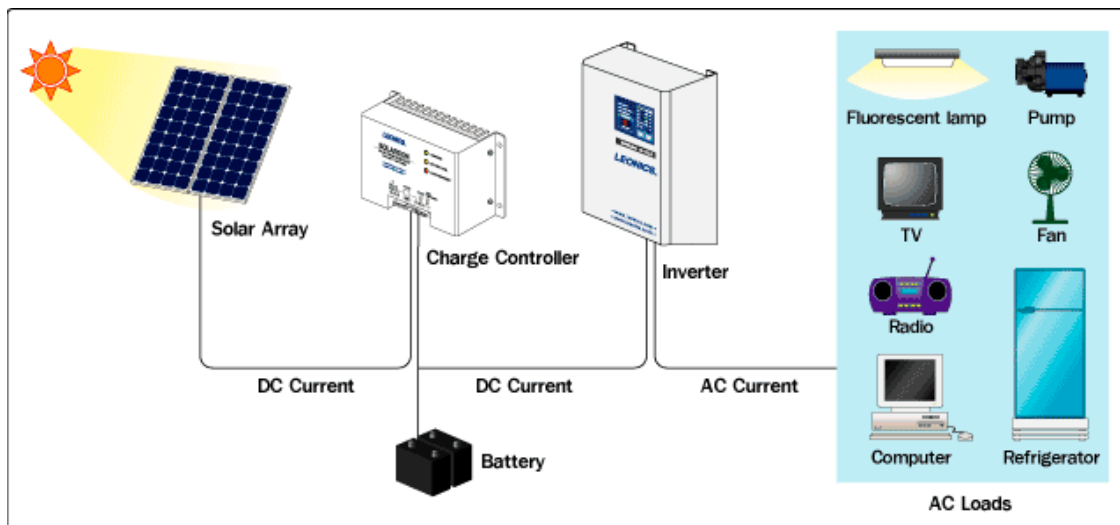 Fluorescent lamp
Pump
LEONICS
SOLARCON
LEONICS
Solar Array
Charge Controller
Inverter
TV
Fan
Radio
DC Current
DC Current
AC Current
Battery
Computer
Refrigerator
AC Loads